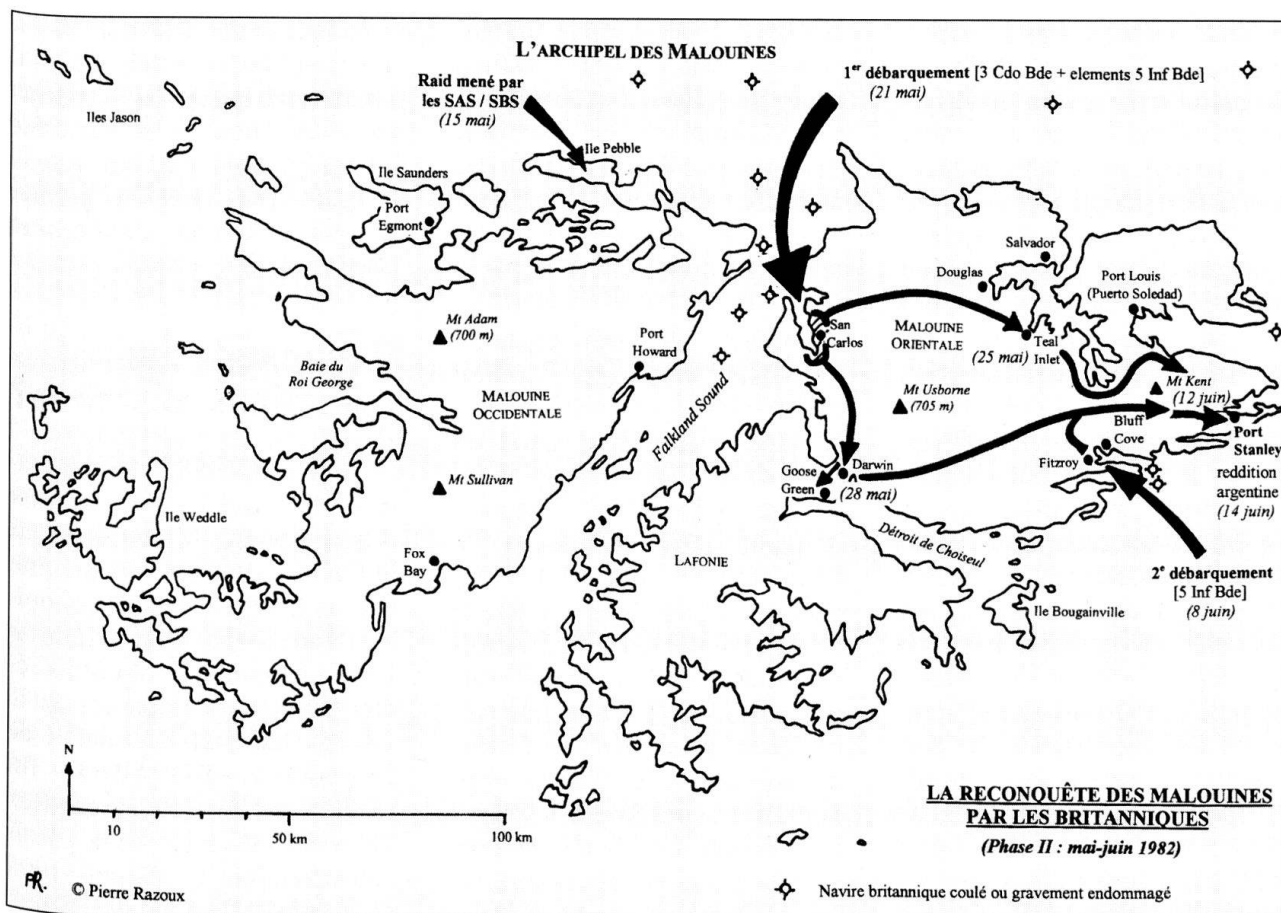 L'ARCHIPEL DES MALOUINES
Raid mené par
les SAS / SBS
(15 mai)
1er débarquement [3 Cdo Bde + elements 5 Inf Bde]
(21 mai)
Iles Jason
Ile Pebble
Ile Saunders
Port
Egmont
Salvador
Douglas
Port Louis
(Puerto Soledad)
Mt Adam
(700 m)
Port
Howard
San
Carlos
MALOUINE
ORIENTALE
(25 mai)
Teal
Inlet
Baie du
Roi George
MALOUINE
OCCIDENTALE
Falkland Sound
Mt Usborne
(705 m)
Mt Kent
(12 juin)
Bluff
Cove
Port
Stanley
reddition
argentine
(14 juin)
Fitzroy
Goose
Green
Darwin
(28 mai)
Mt Sullivan
Ile Weddle
Détroit de Choiseul
Fox
Bay
LAFONIE
2e débarquement
[5 Inf Bde]
(8 juin)
Ile Bougainville
N
10
50 km
100 km
LA RECONQUÊTE DES MALOUINES
PAR LES BRITANNIQUES
(Phase II : mai-juin 1982)
PR.
© Pierre Razoux
Navire britannique coulé ou gravement endommagé